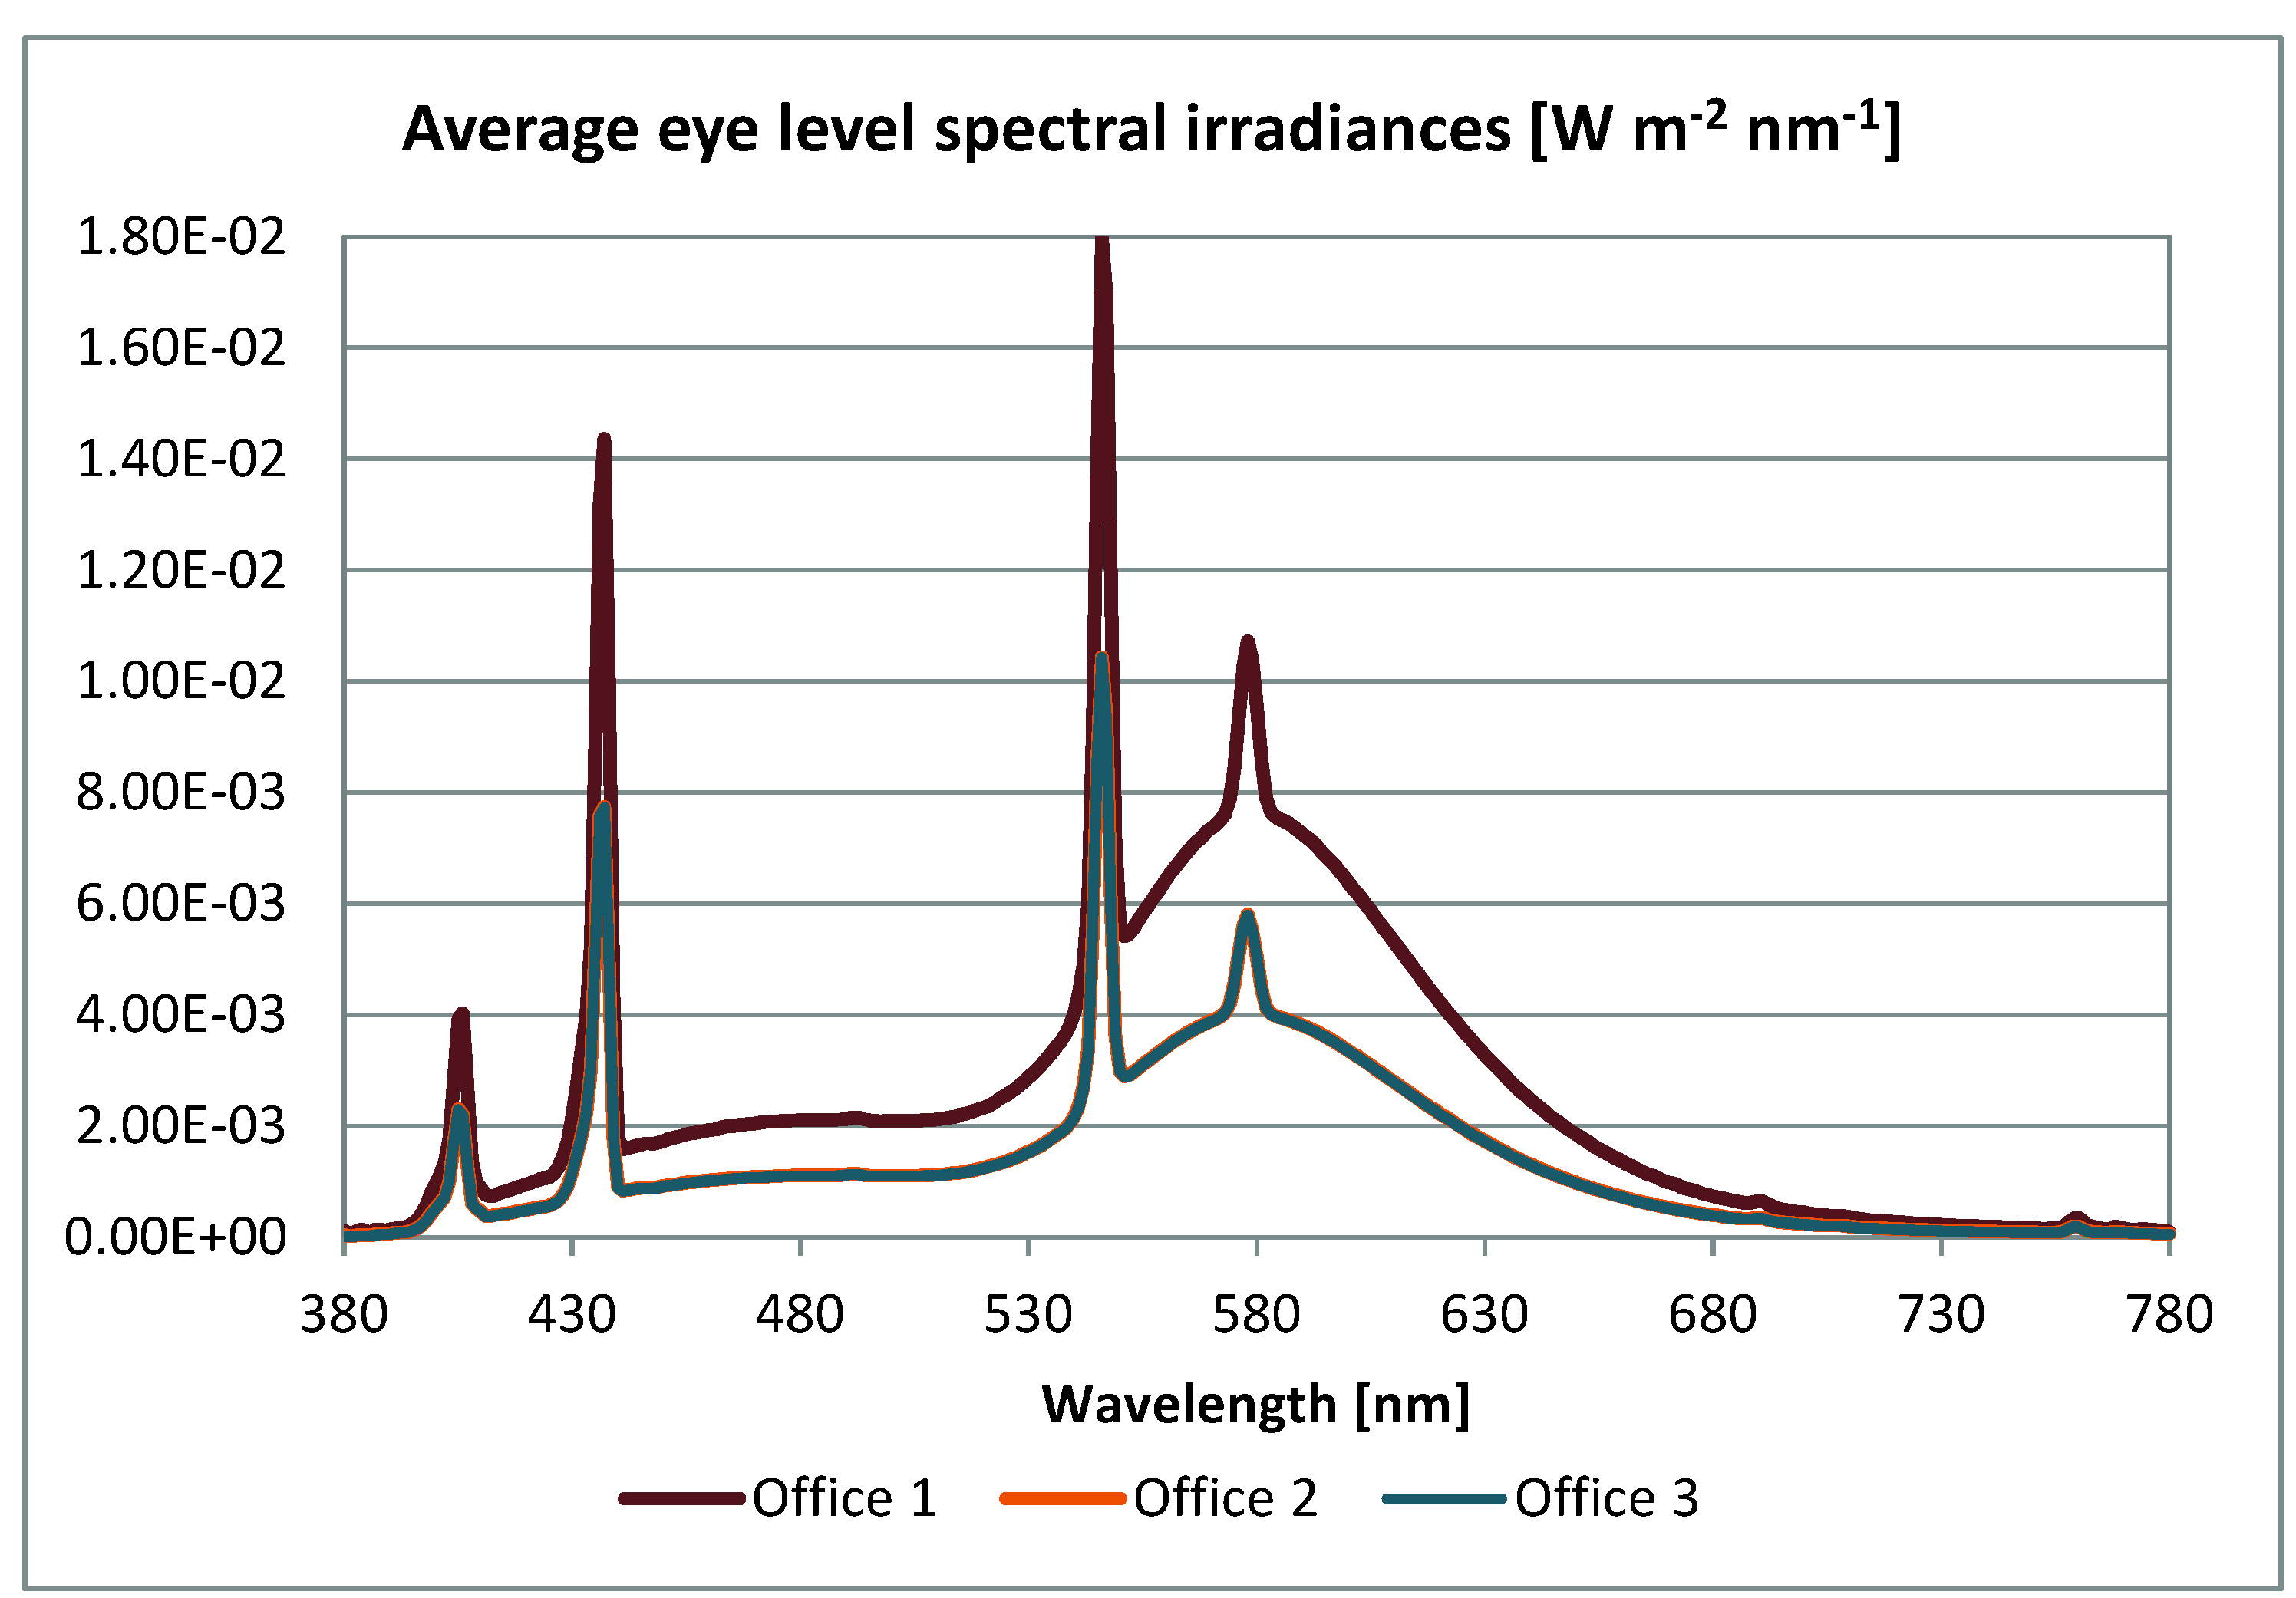 Average eye level spectral irradiances [W m-2 nm-1]
1.80E-02
1.60E-02
1.40E-02
1.20E-02
1.00E-02
8.00E-03
6.00E-03
4.00E-03
2.00E-03
0.00E+00
380 430 480 530 580 630 680 730 780
Wavelength [nm]
Office 1 Office 2 Office 3